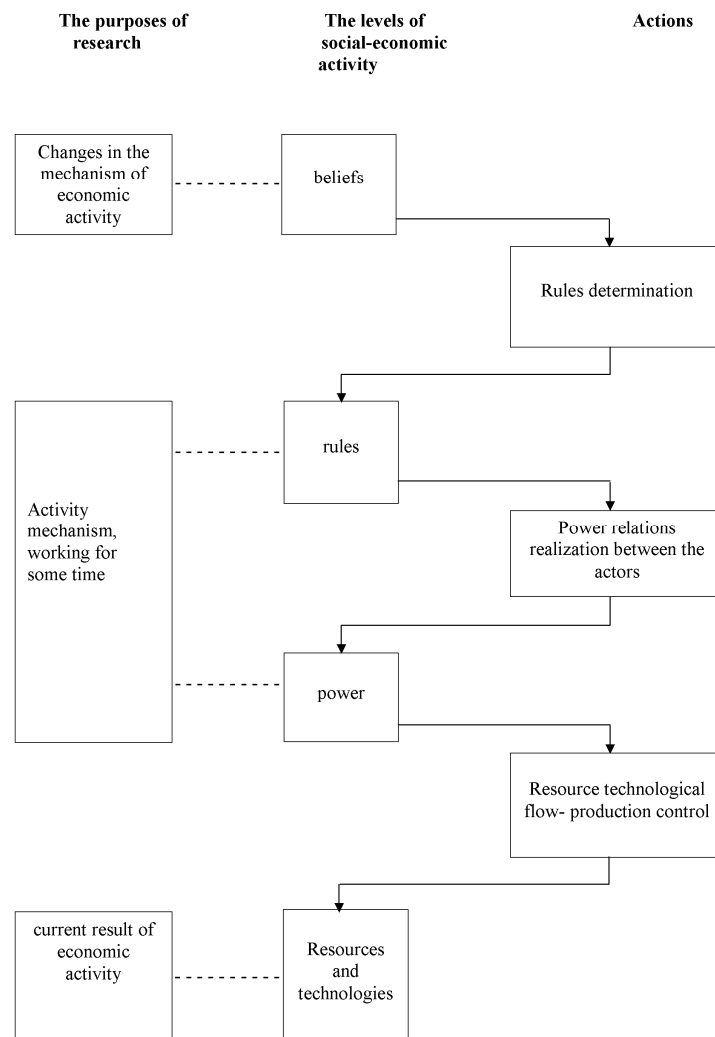 The purposes of
research
The levels of
social-economic
activity
Actions
Changes in the
mechanism of
economic
activity
beliefs
Rules determination
rules
Activity
mechanism,
working for
some time
Power relations
realization between the
actors
power
Resource technological
flow- production control
current result of
economic
activity
Resources
and
technologies